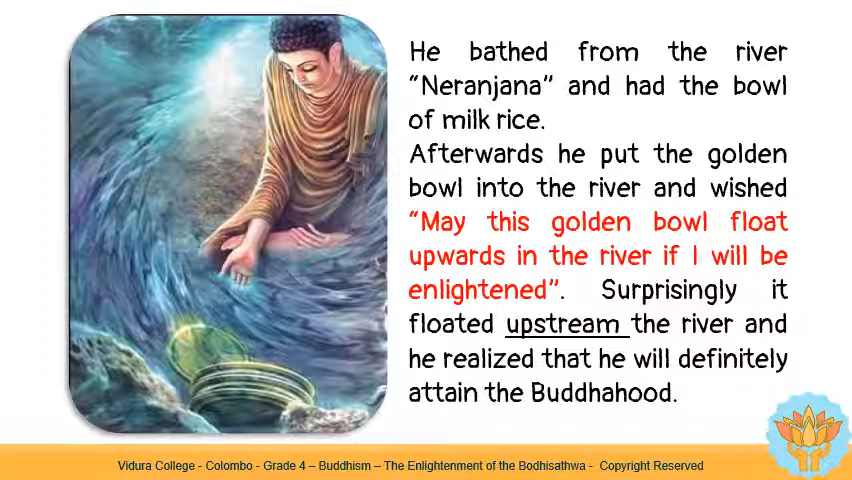 He bathed from the river
“Neranjana” and had the bowl
of milk rice.
Afterwards he put the golden
bowl into the river and wished
“May this golden bowl float
upwards in the river if I will be
enlightened”. Surprisingly it
floated upstream the river and
he realized that he will definitely
attain the Buddhahood.
Vidura College - Colombo - Grade 4 – Buddhism – The Enlightenment of the Bodhisathwa - Copyright Reserved